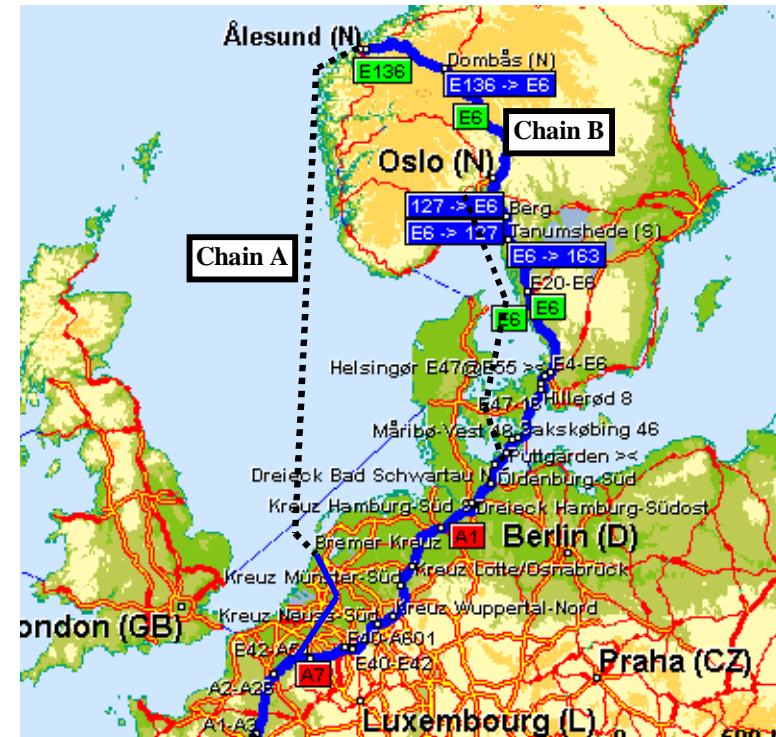 Ålesund (N)
E136
Dombås (N)
E136 -> E6
E6
Chain B
Oslo (N)
127 -> E6
Berg
E6 -> 127
Tanumshede (S)
Chain A
E6 -> 163
E20-E6
E6
E6
Helsingør E47@E55 ><
E4-E6
E47-16
Hillerød 8
Måribø-Vest 48
Sakskøbing 46
Puttgarden ><
Dreieck Bad Schwartau N
Oldenburg-Süd
Kreuz Hamburg-Süd
Dreieck Hamburg-Südost
Bremer-Kreuz
A1
Berlin (D)
Kreuz Münster-Süd
Kreuz Lotte/Osnabrück
Kreuz Neuss-Süd
Kreuz Wuppertal-Nord
ondon (GB)
E42-A5
E40-A601
E40-E42
A7
Praha (CZ)
A2-A26
Luxembourg (L)
A1-A3
0